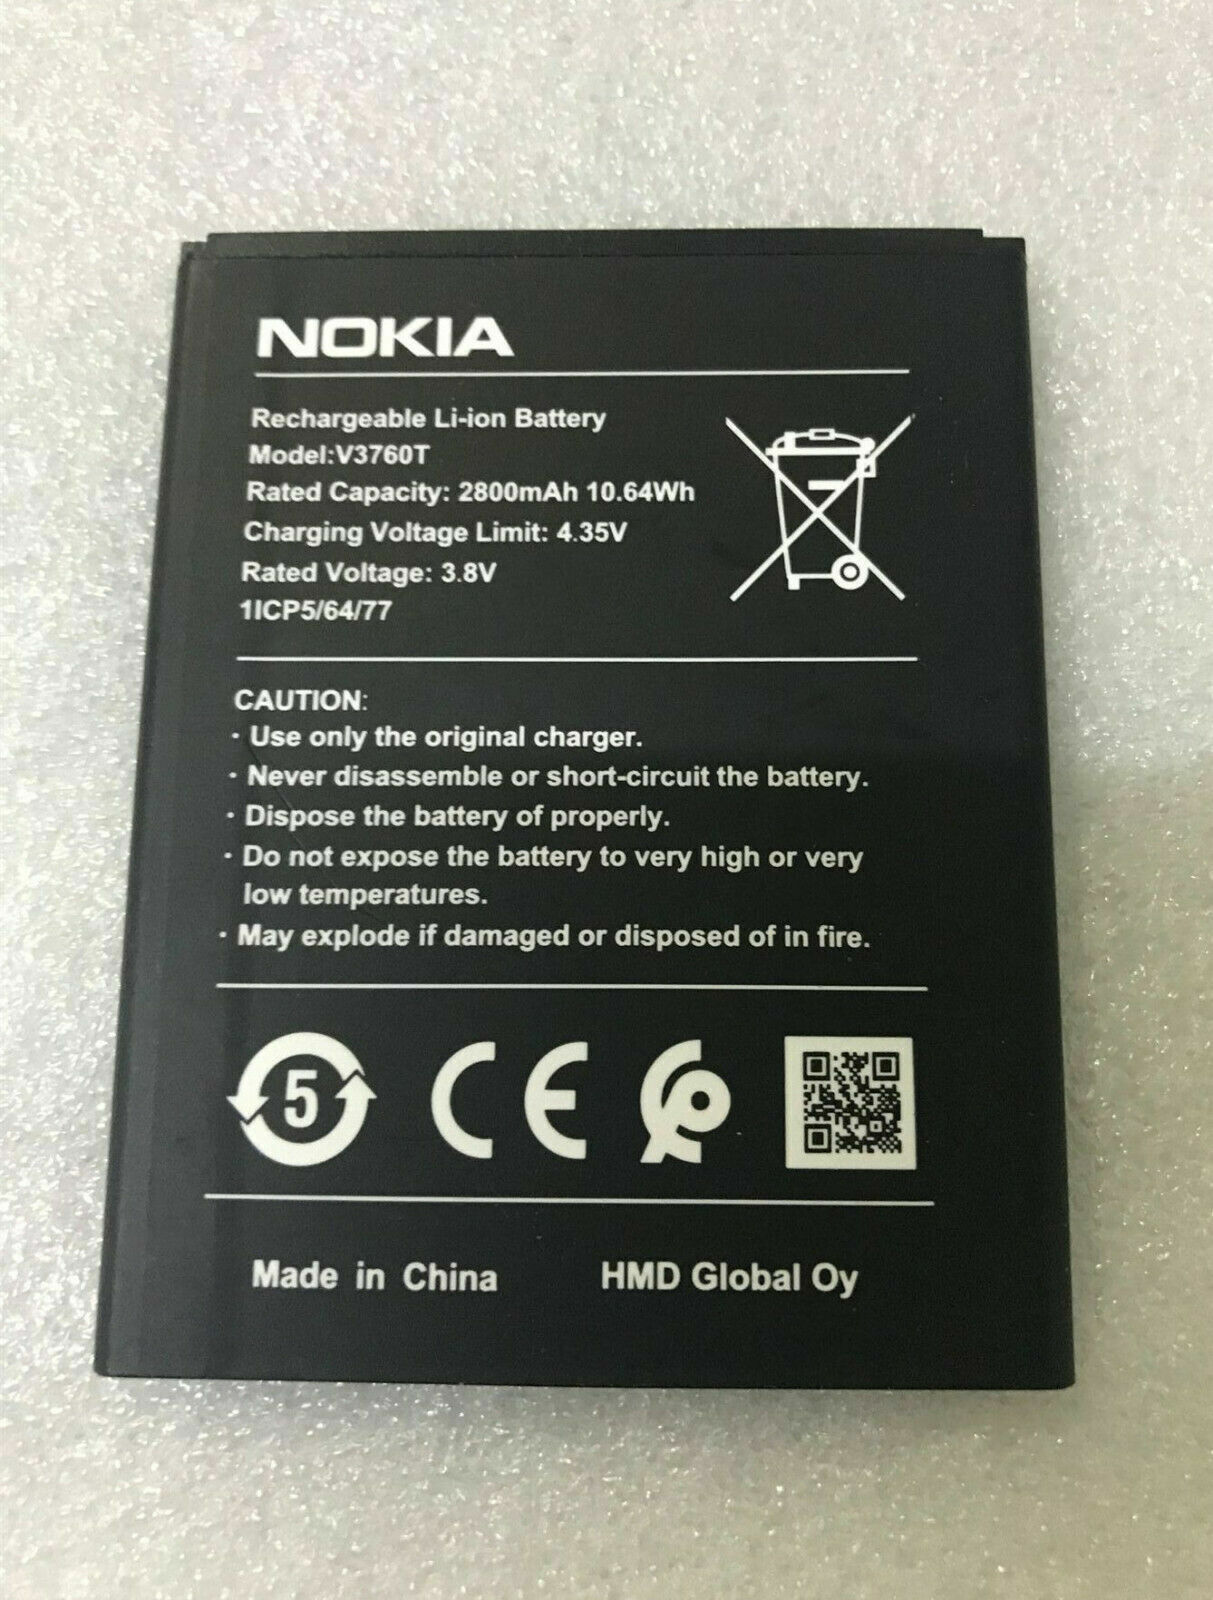 NOKIA
Rechargeable Li-ion Battery
Model:V3760T
Rated Capacity: 2800mAh 10.64Wh
Charging Voltage Limit: 4.35V
Rated Voltage: 3.8V
1ICP5/64/77
CAUTION:
· Use only the original charger.
· Never disassemble or short-circuit the battery.
· Dispose the battery of properly.
· Do not expose the battery to very high or very
low temperatures.
· May explode if damaged or disposed of in fire.
5 CE
Made in China HMD Global Oy